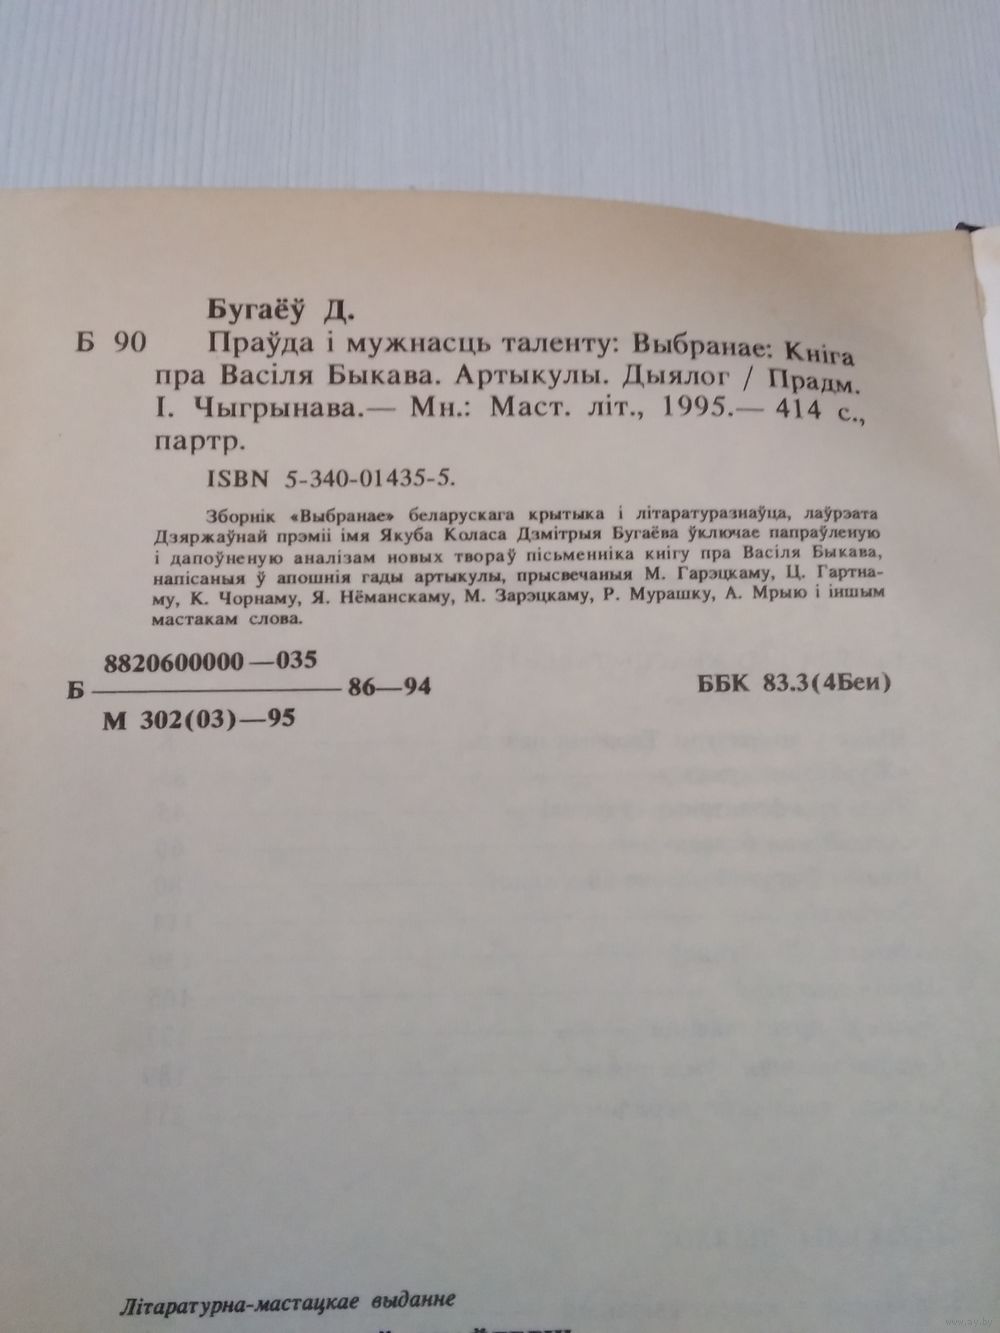 Бугаёў Д.
Б 90 Праўда і мужнасць таленту: Выбранае: Кніга
пра Васіля Быкава. Артыкулы. Дыялог / Прадм.
І. Чыгрынава.— Мн.: Маст. літ., 1995.— 414 с.,
партр.
ISBN 5-340-01435-5.
Зборнік «Выбранае» беларускага крытыка і літаратуразнаўца, лаўрэата
Дзяржаўнай прэміі імя Якуба Коласа Дзмітрыя Бугаёва ўключае папраўленую
і дапоўненую аналізам новых твораў пісьменніка кнігу пра Васіля Быкава,
напісаныя ў апошнія гады артыкулы, прысвечаныя М. Гарэцкаму, Ц. Гартна-
му, К. Чорнаму, Я. Нёманскаму, М. Зарэцкаму, Р. Мурашку, А. Мрыю і іншым
мастакам слова.
8820600000—035
Б 86—94
М 302(03)—95
ББК 83.3(4Беи)
Літаратурна-мастацкае выданне
www.ay.by